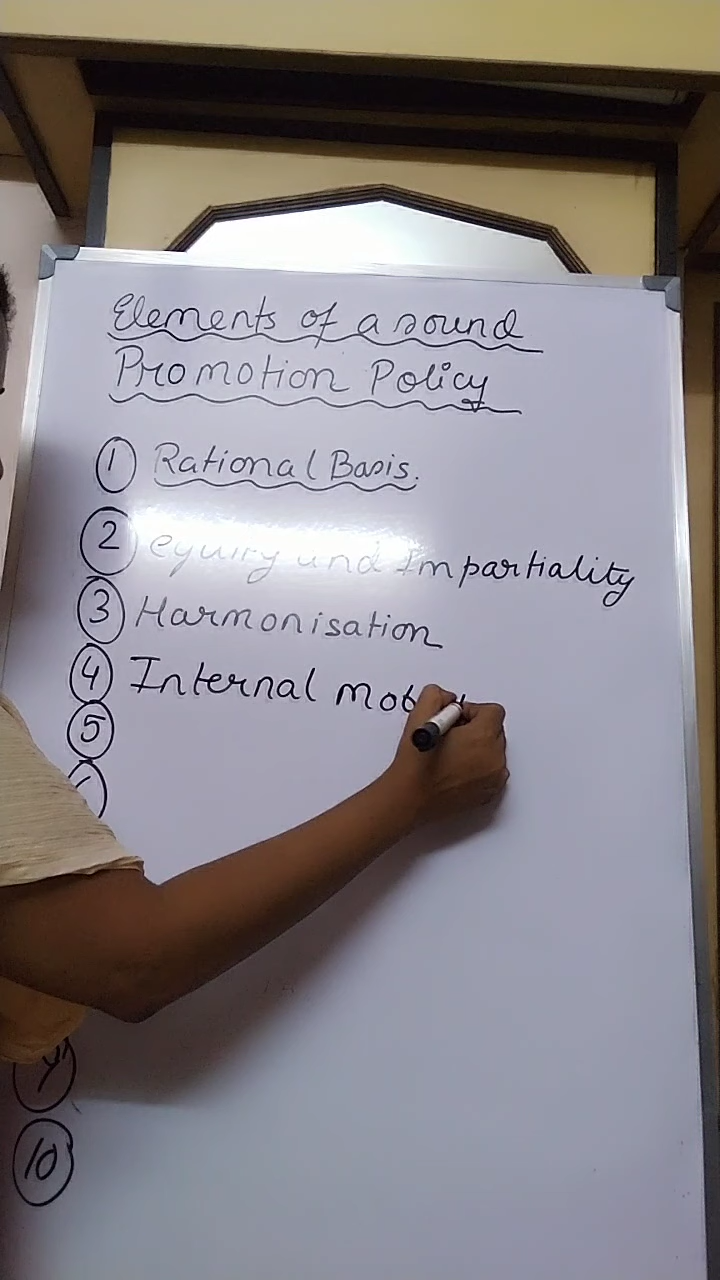 Elements of a sound
Promotion Policy
1 Rational Basis.
2 equity and Impartiality
3 Harmonisation
4 Internal
5
10